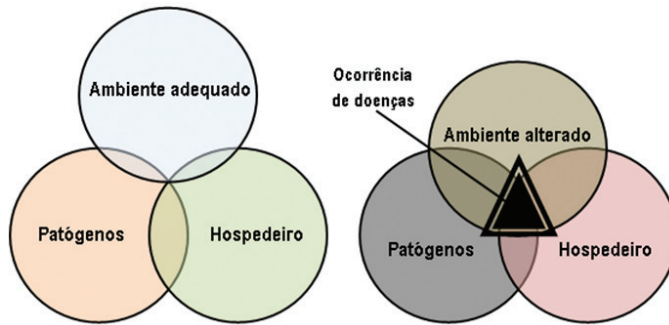 Ambiente adequado
Patógenos
Hospedeiro
Ocorrência
de doenças
Ambiente alterado
Patógenos
Hospedeiro